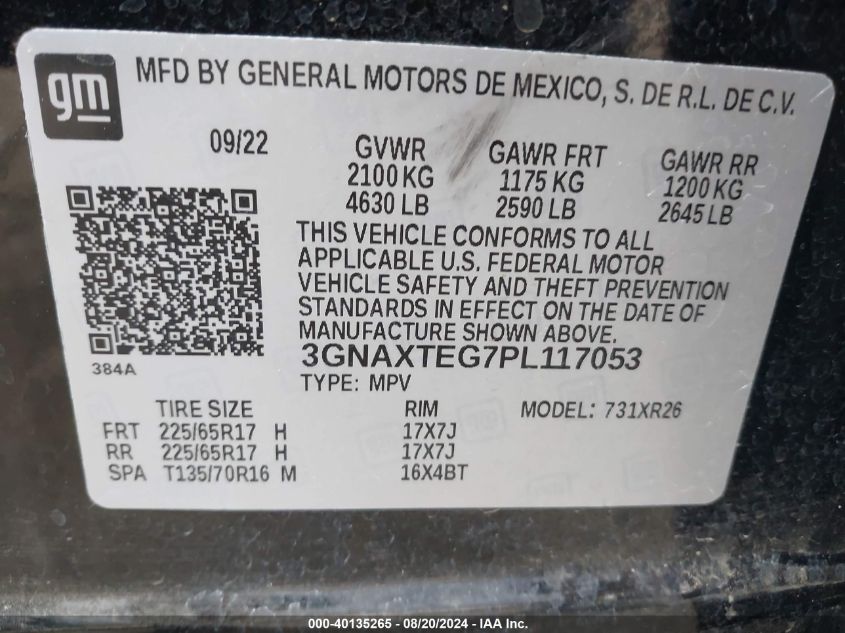 gm
MFD BY GENERAL MOTORS DE MEXICO, S. DE R.L. DE C.V.
09/22 GVWR GAWR FRT GAWR RR
2100 KG 1175 KG 1200 KG
4630 LB 2590 LB 2645 LB
THIS VEHICLE CONFORMS TO ALL
APPLICABLE U.S. FEDERAL MOTOR
VEHICLE SAFETY AND THEFT PREVENTION
STANDARDS IN EFFECT ON THE DATE OF
MANUFACTURE SHOWN ABOVE.
3GNAXTEG7PL117053
384A
TYPE: MPV
TIRE SIZE RIM MODEL: 731XR26
FRT 225/65R17 H 17X7J
RR 225/65R17 H 17X7J
SPA T135/70R16 M 16X4BT
000-40135265 - 08/20/2024 - IAA Inc.